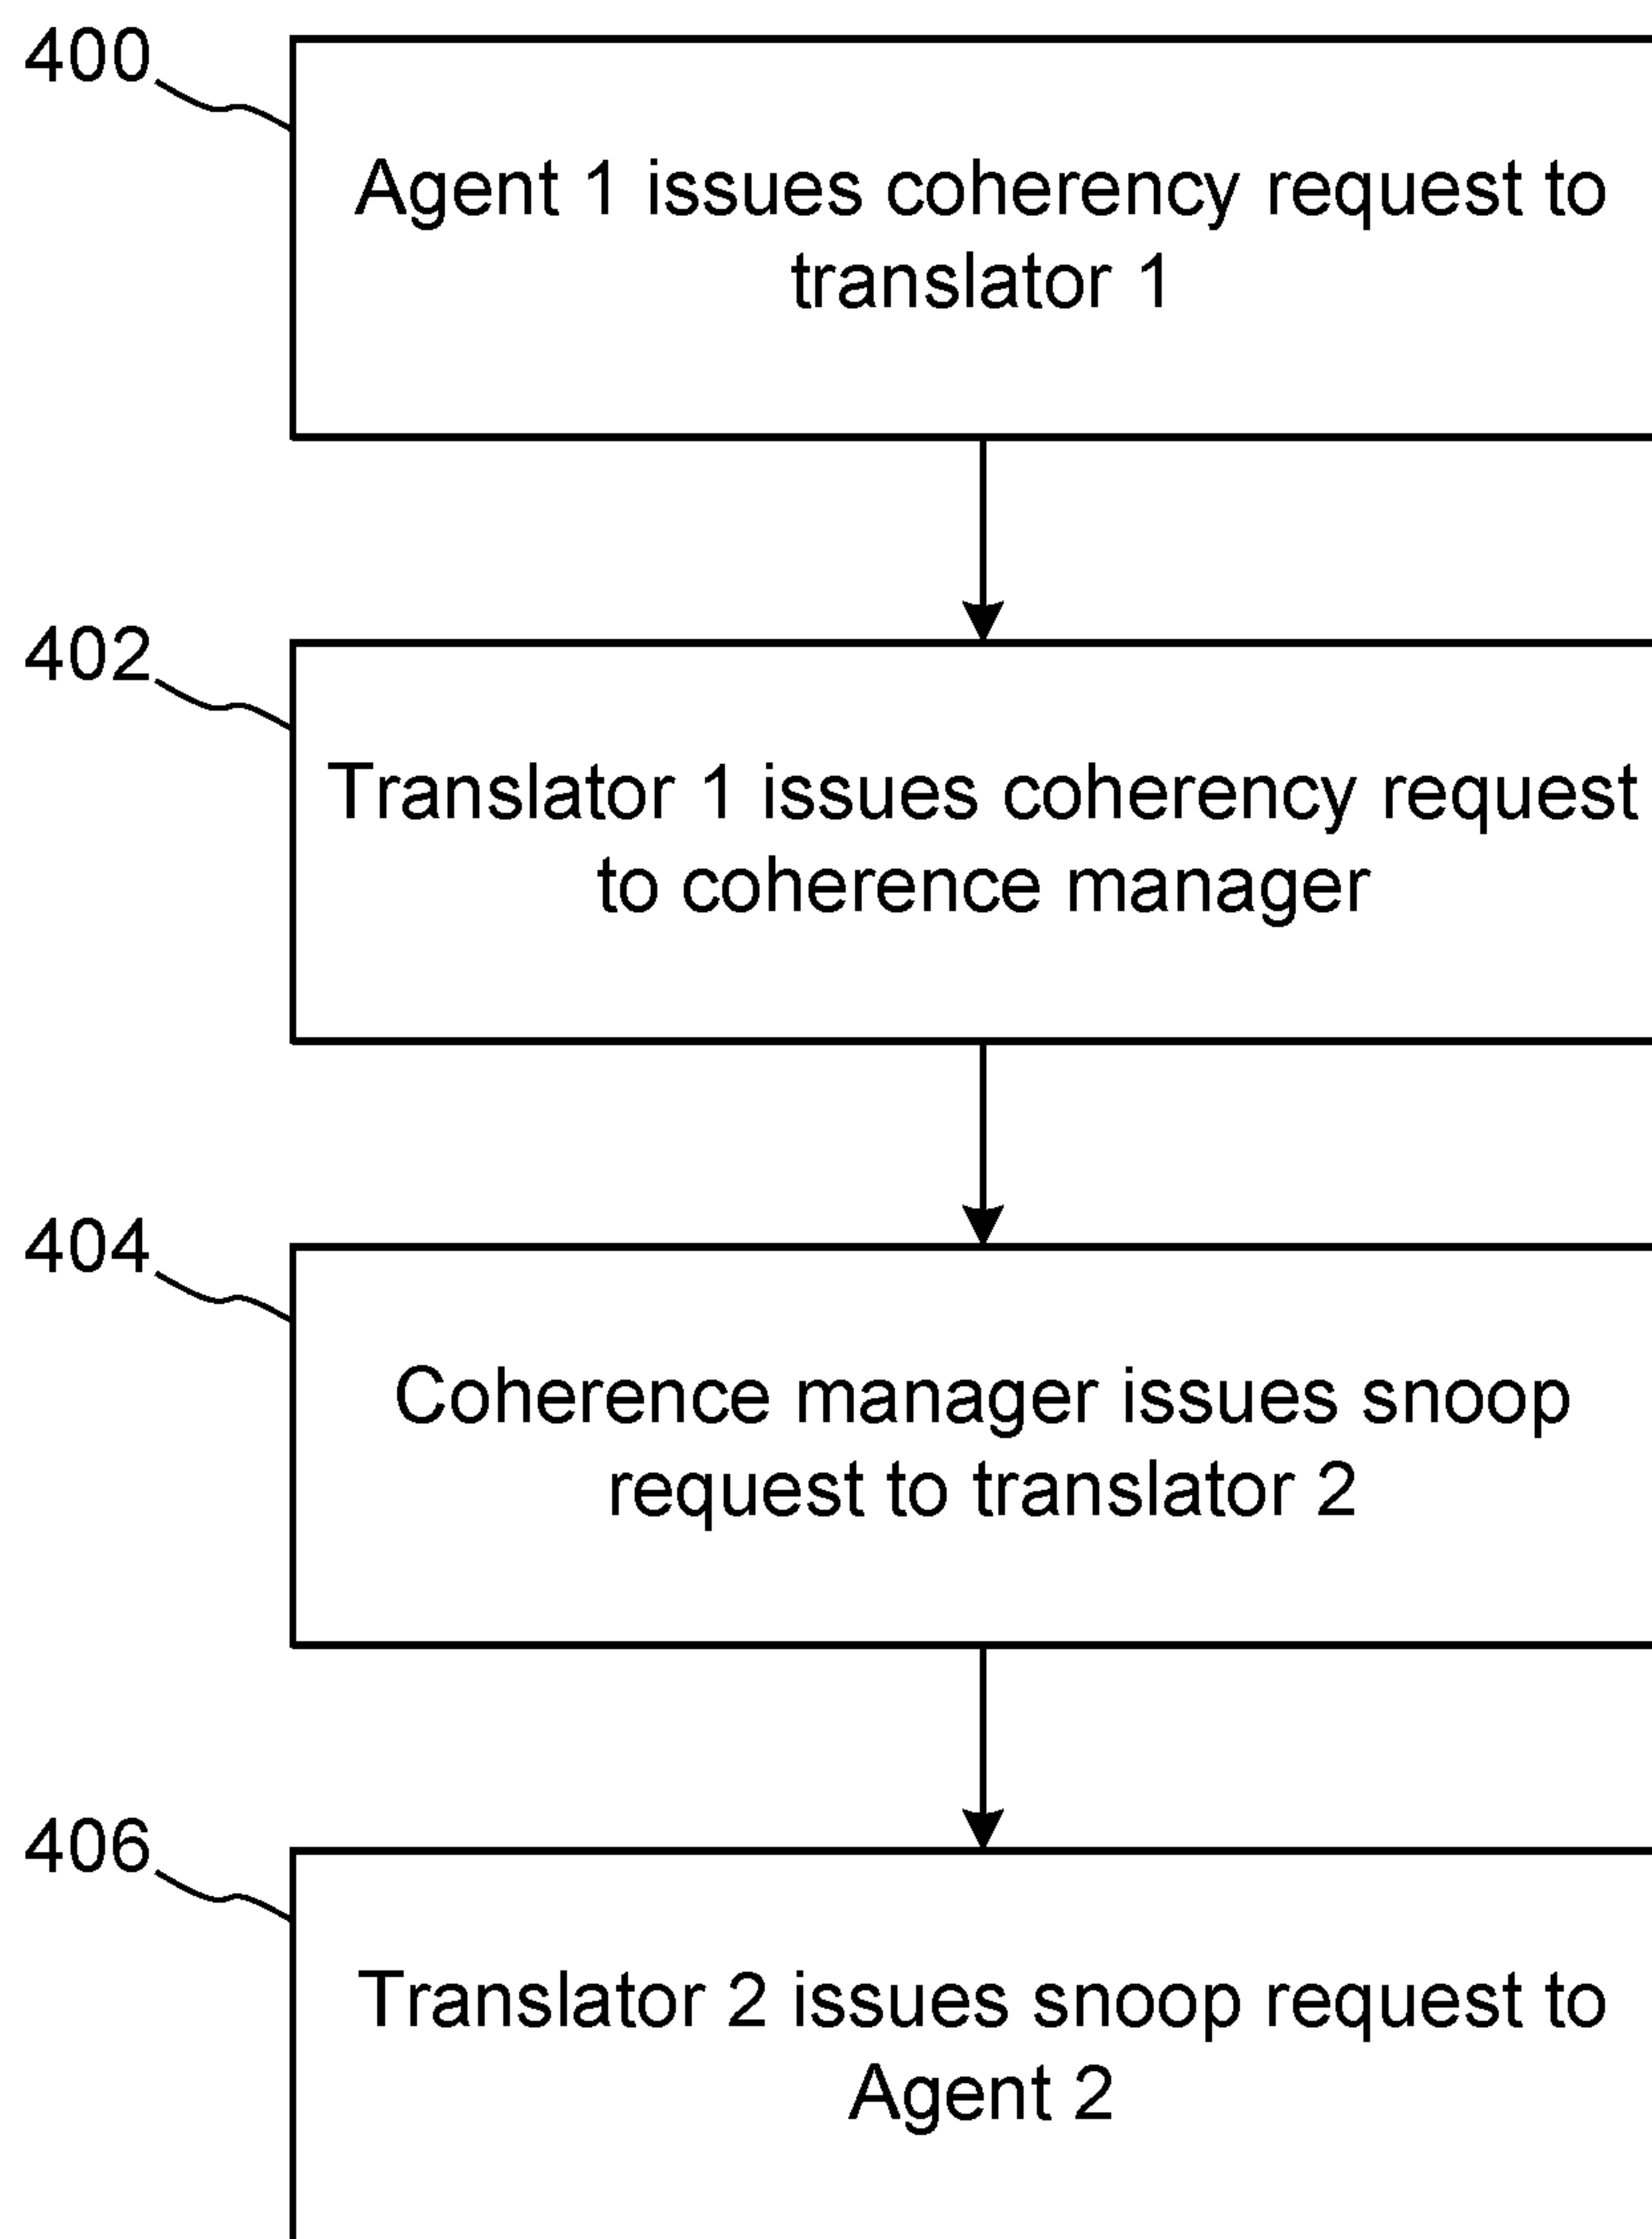 400
Agent 1 issues coherency request to
translator 1
402
Translator 1 issues coherency request
to coherence manager
404
Coherence manager issues snoop
request to translator 2
406
Translator 2 issues snoop request to
Agent 2